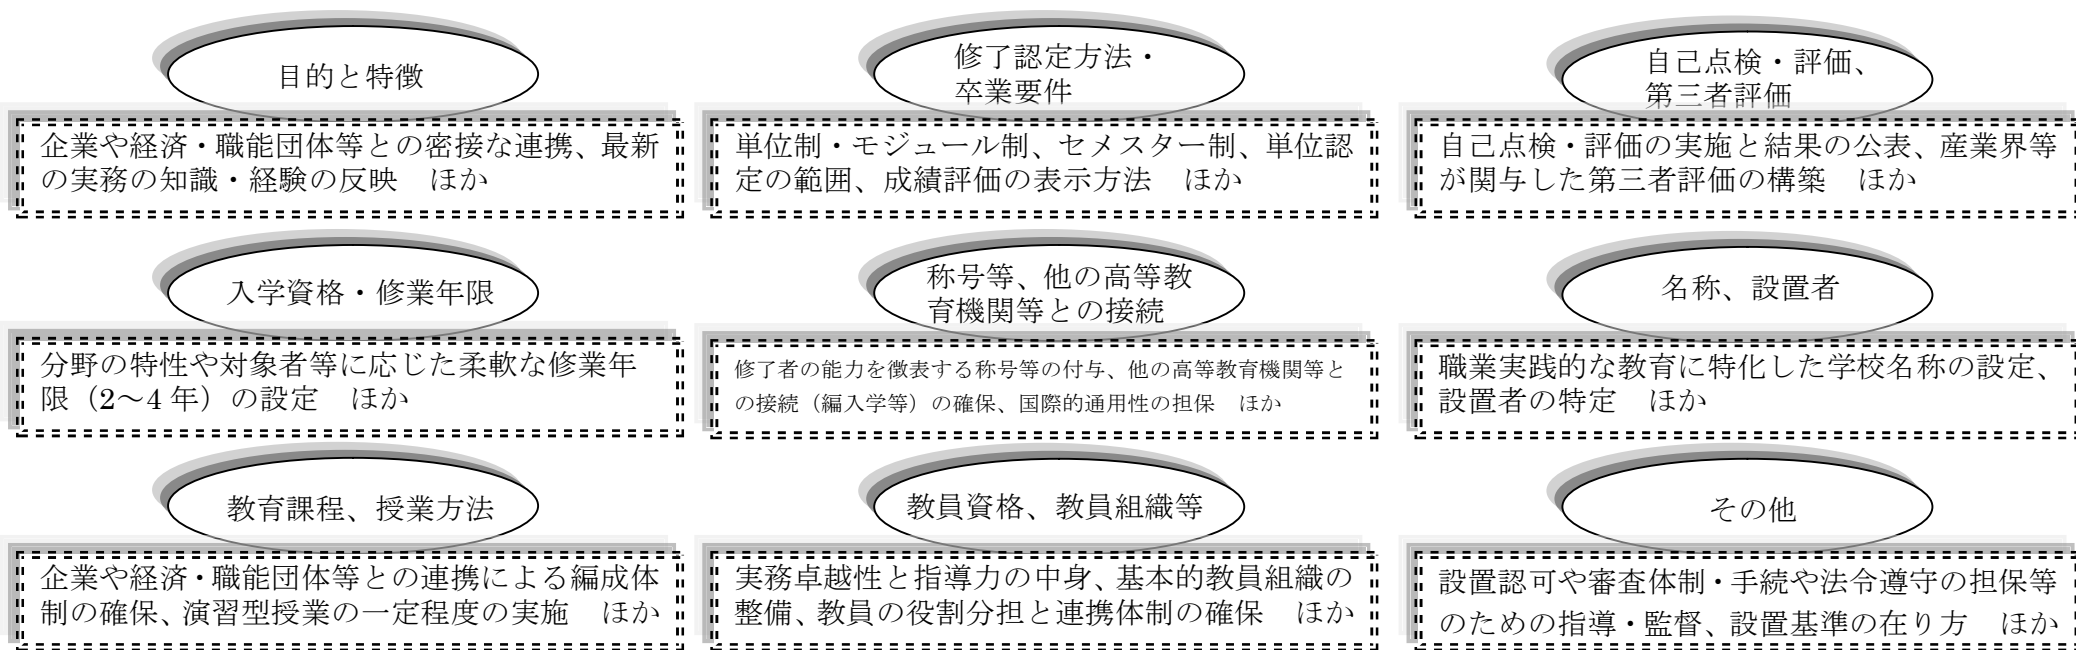 目的と特徴
企業や経済・職能団体等との密接な連携、最新
の実務の知識・経験の反映　ほか
修了認定方法・
卒業要件
単位制・モジュール制、セメスター制、単位認
定の範囲、成績評価の表示方法　ほか
自己点検・評価、
第三者評価
自己点検・評価の実施と結果の公表、産業界等
が関与した第三者評価の構築　ほか
入学資格・修業年限
分野の特性や対象者等に応じた柔軟な修業年
限（2～4 年）の設定　ほか
称号等、他の高等教
育機関等との接続
修了者の能力を徴表する称号等の付与、他の高等教育機関等と
の接続（編入学等）の確保、国際的通用性の担保　ほか
名称、設置者
職業実践的な教育に特化した学校名称の設定、
設置者の特定　ほか
教育課程、授業方法
企業や経済・職能団体等との連携による編成体
制の確保、演習型授業の一定程度の実施　ほか
教員資格、教員組織等
実務卓越性と指導力の中身、基本的教員組織の
整備、教員の役割分担と連携体制の確保　ほか
その他
設置認可や審査体制・手続や法令遵守の担保等
のための指導・監督、設置基準の在り方　ほか